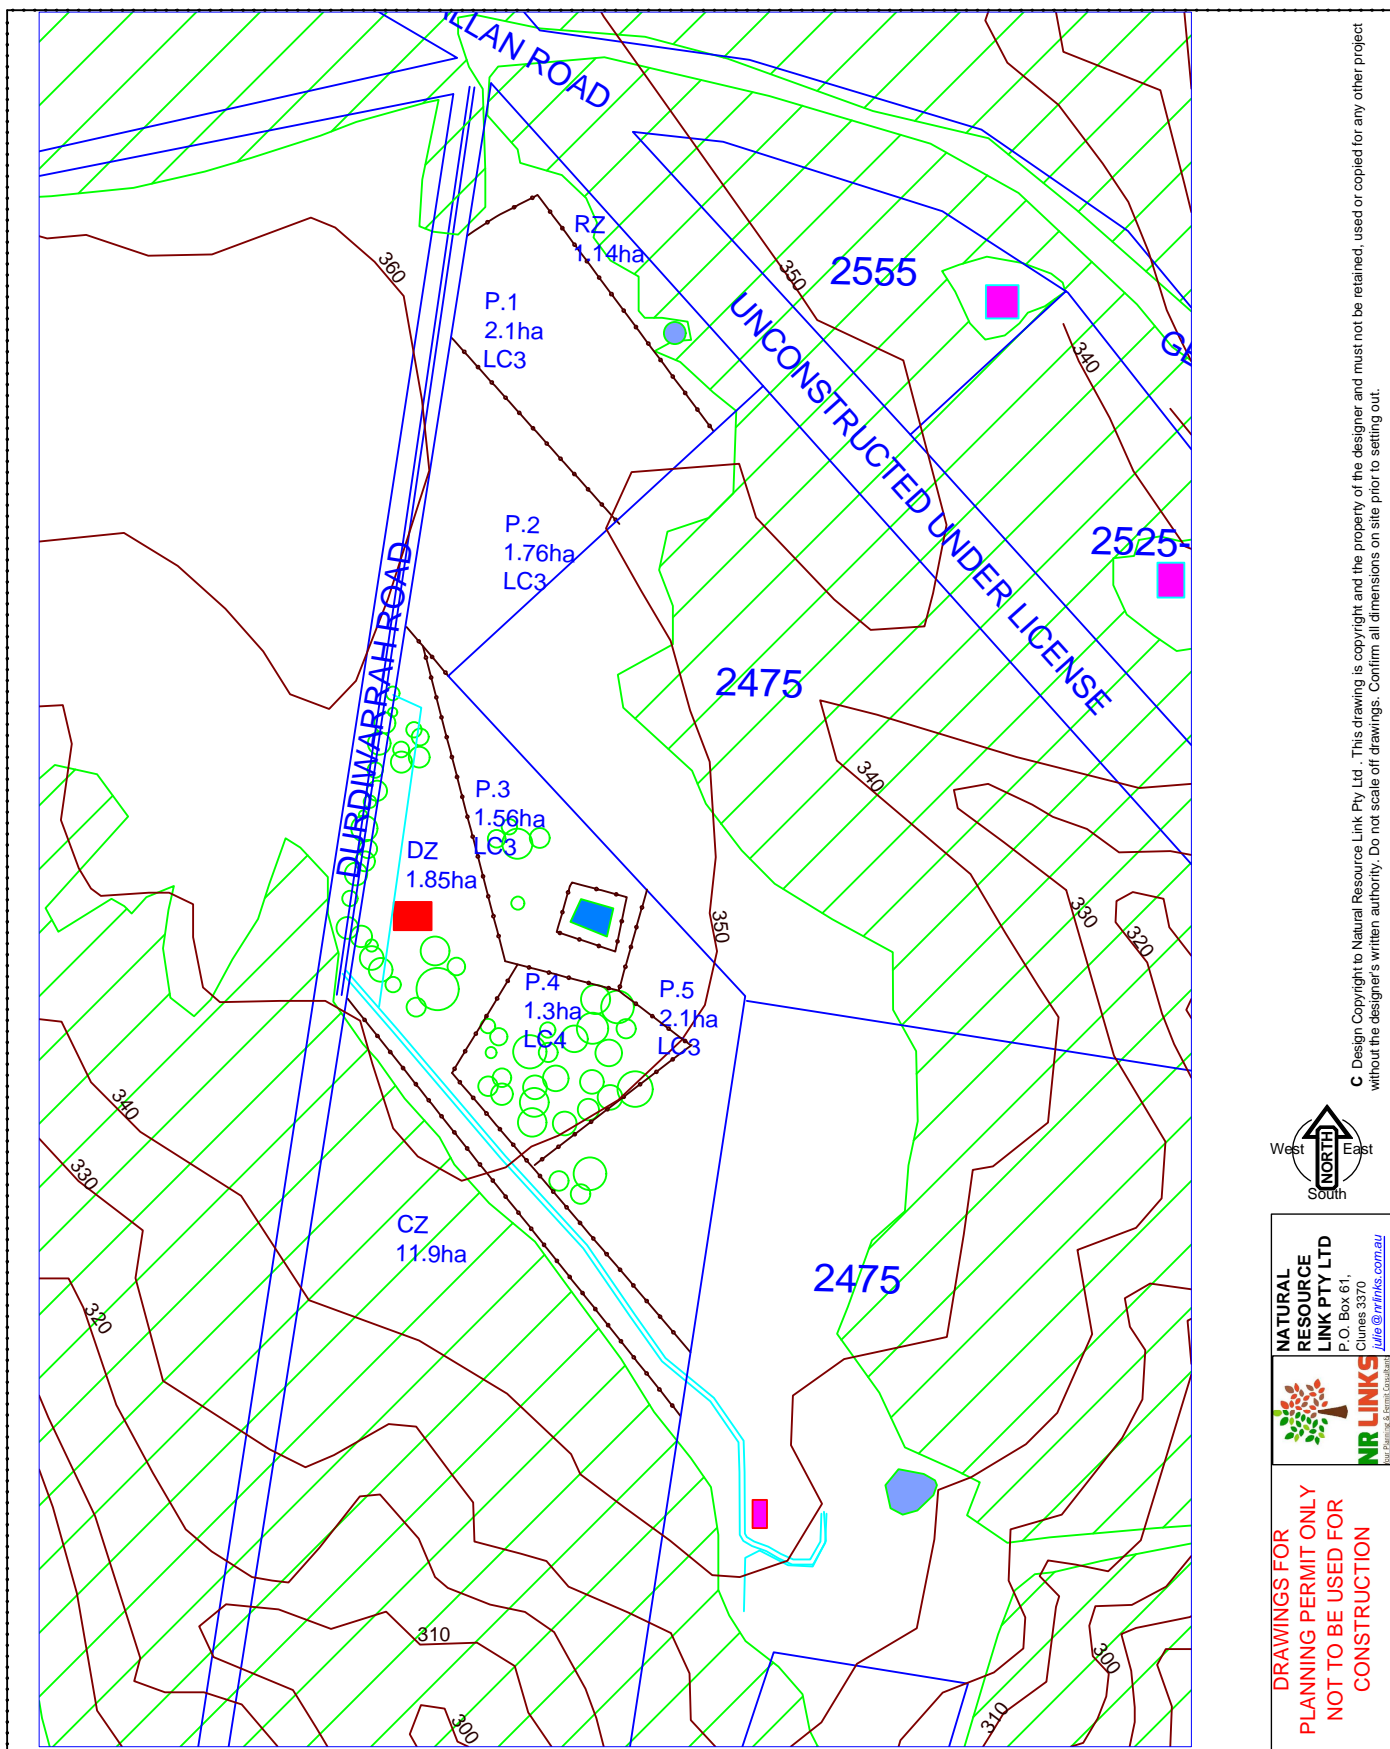 LLAN ROAD
RZ
1.14ha
360
350
2555
P.1
2.1ha
LC3
UNCONSTRUCTED UNDER LICENSE
340
2525-
P.2
1.76ha
LC3
DURDIWARRAH ROAD
2475
340
P.3
1.56ha
LC3
DZ
1.85ha
350
330
320
P.4
1.3ha
LC4
P.5
2.1ha
LC3
340
330
CZ
11.9ha
2475
320
310
300
300
310
C Design Copyright to Natural Resource Link Pty Ltd . This drawing is copyright and the property of the designer and must not be retained, used or copied for any other project
without the designer's written authority. Do not scale off drawings. Confirm all dimensions on site prior to setting out.
West
NORTH
East
South
NATURAL
RESOURCE
LINK PTY LTD
P.O. Box 61,
Clunes 3370
julie@nrlinks.com.au
NR LINKS
DRAWINGS FOR
PLANNING PERMIT ONLY
NOT TO BE USED FOR
CONSTRUCTION